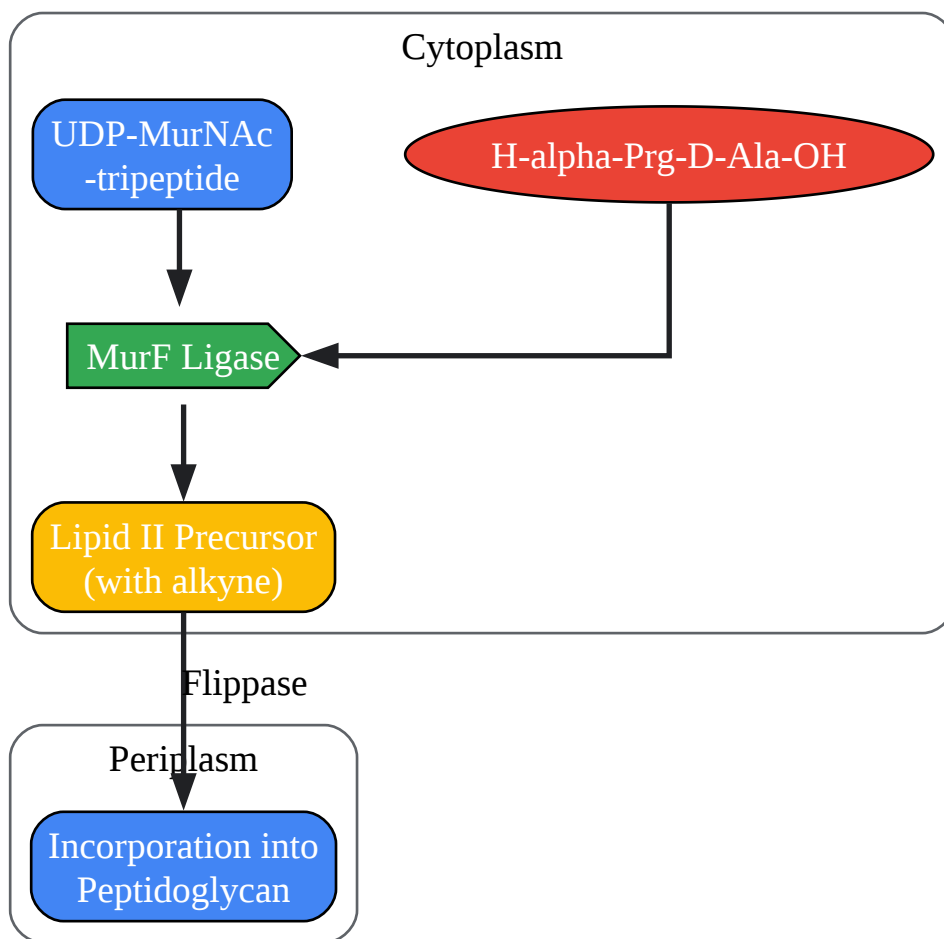 Cytoplasm
UDP-MurNAc
-tripeptide
H-alpha-Prg-D-Ala-OH
MurF Ligase
Lipid II Precursor
(with alkyne)
Flippase
Periplasm
Incorporation into
Peptidoglycan